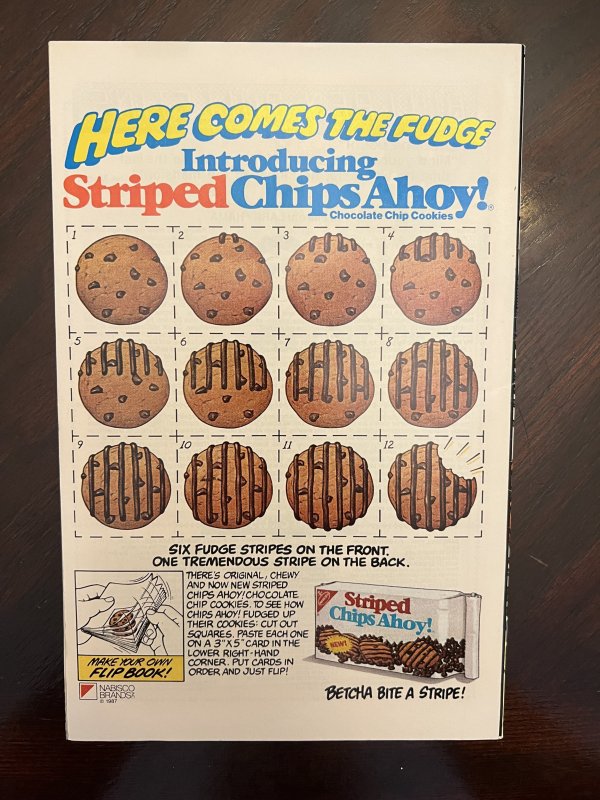 HERE COMES THE FUDGE
Introducing
Striped Chips Ahoy!®
Chocolate Chip Cookies
1 2 3 4
5 6 7 8
9 10 11 12
SIX FUDGE STRIPES ON THE FRONT.
ONE TREMENDOUS STRIPE ON THE BACK.
THERE'S ORIGINAL, CHEWY
AND NOW NEW STRIPED
CHIPS AHOY! CHOCOLATE
CHIP COOKIES. TO SEE HOW
CHIPS AHOY! FUDGED UP
THEIR COOKIES: CUT OUT
SQUARES. PASTE EACH ONE
ON A 3"X5" CARD IN THE
LOWER RIGHT-HAND
CORNER. PUT CARDS IN
ORDER AND JUST FLIP!
MAKE YOUR OWN
FLIP BOOK!
NABISCO
BRANDS
© 1987
Striped
Chips Ahoy!
NEW!
BETCHA BITE A STRIPE!